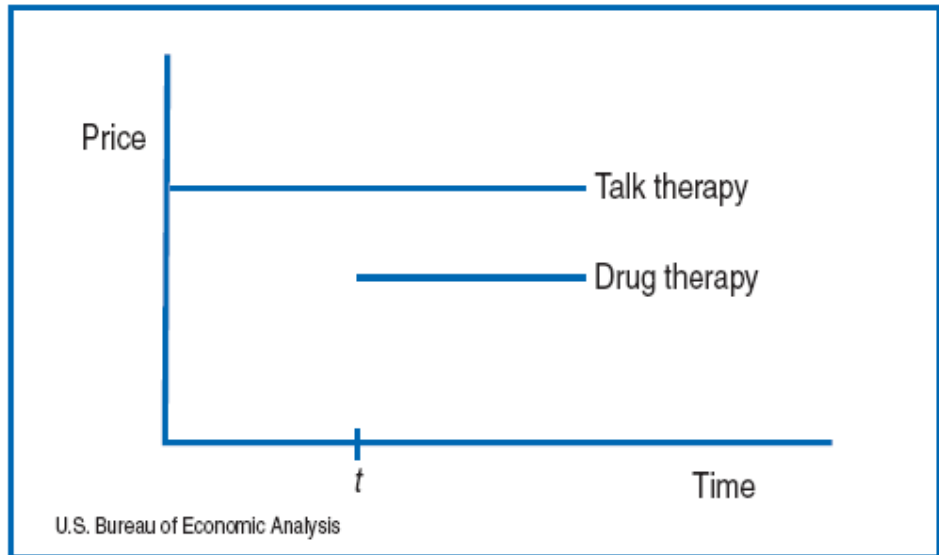 Price
Talk therapy
Drug therapy
t
Time
U.S. Bureau of Economic Analysis